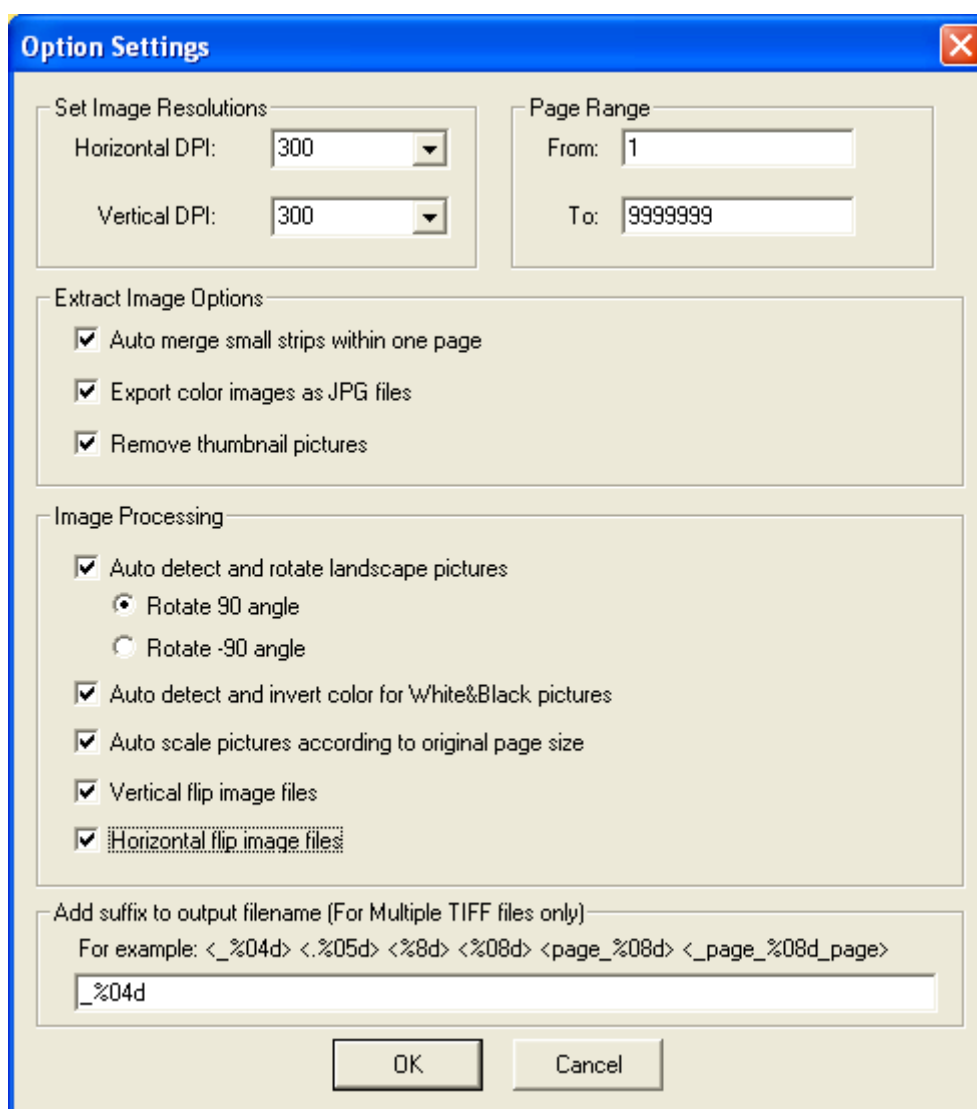 Option Settings
Set Image Resolutions
Horizontal DPI: 300
Vertical DPI: 300
Page Range
From: 1
To: 9999999
Extract Image Options
Auto merge small strips within one page
Export color images as JPG files
Remove thumbnail pictures
Image Processing
Auto detect and rotate landscape pictures
Rotate 90 angle
Rotate -90 angle
Auto detect and invert color for White&Black pictures
Auto scale pictures according to original page size
Vertical flip image files
Horizontal flip image files
Add suffix to output filename (For Multiple TIFF files only)
For example: <_%04d> <.%05d> <%8d> <%08d> <page_%08d> <_page_%08d_page>
_%04d
OK Cancel